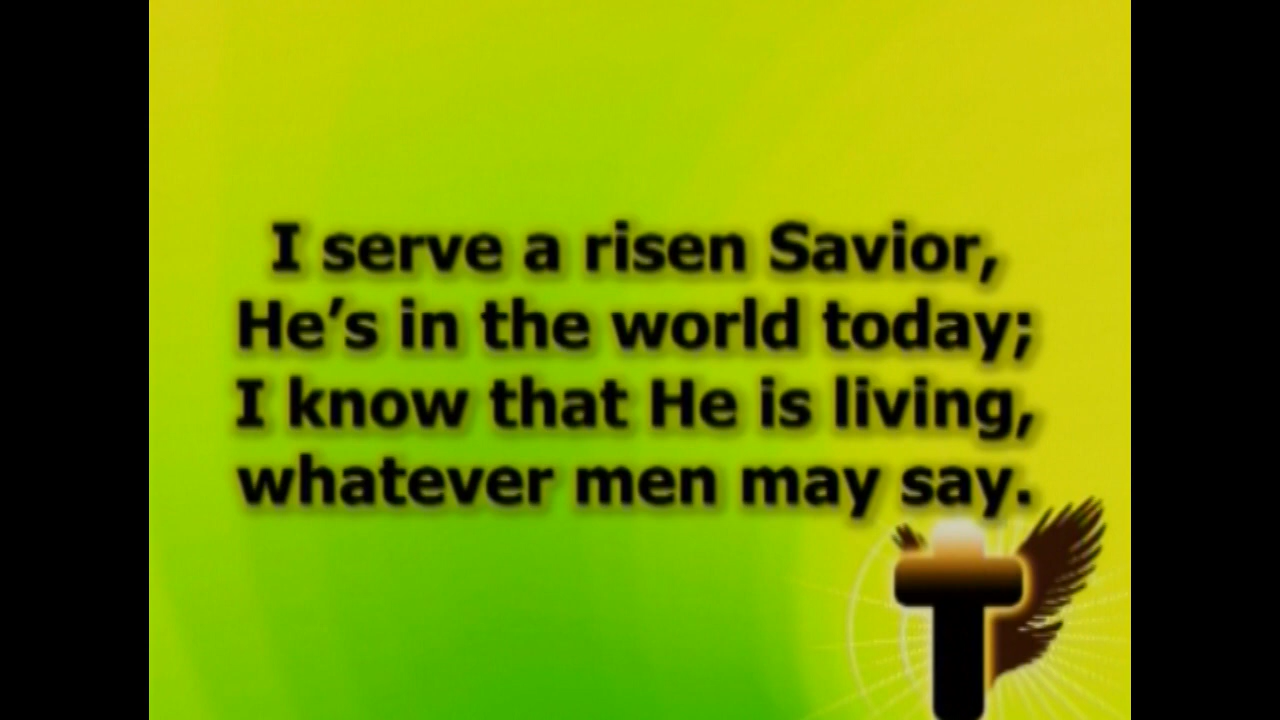 I serve a risen Savior,
He’s in the world today;
I know that He is living,
whatever men may say.